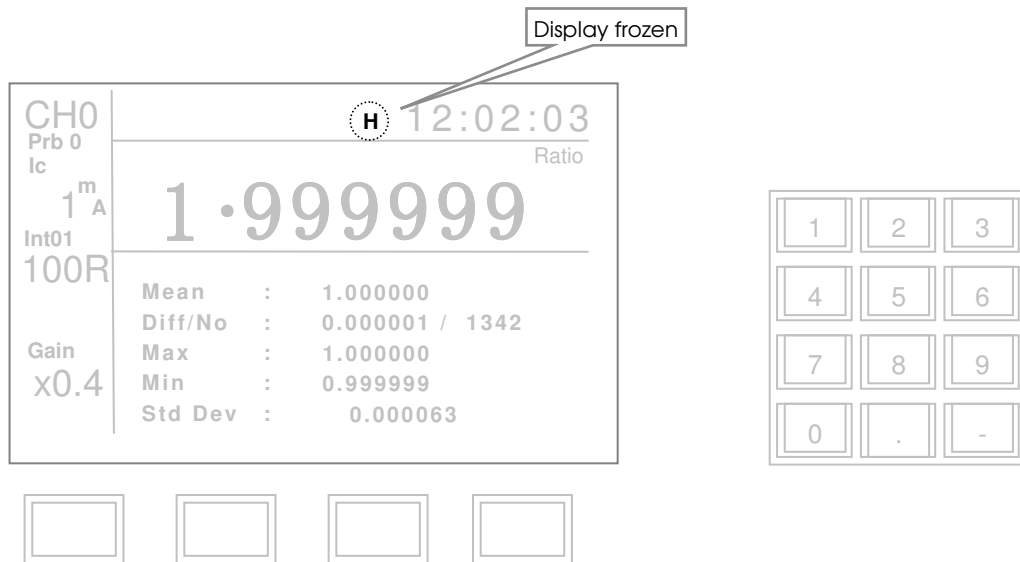 Display frozen
CH0
H 12:02:03
Prb 0
Ratio
Ic
1 m A
1.999999
Int01
100R
Mean : 1.000000
Diff/No : 0.000001 / 1342
Gain
Max : 1.000000
x0.4
Min : 0.999999
Std Dev : 0.000063
1 2 3
4 5 6
7 8 9
0 . -